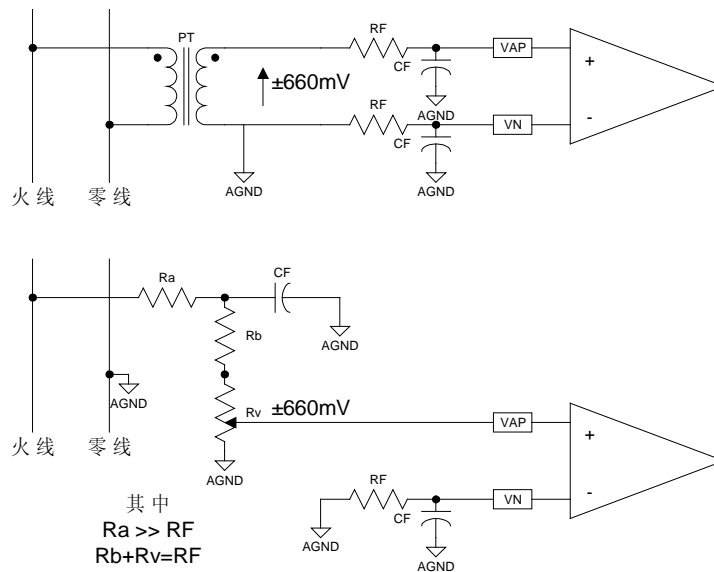 PT
RF
CF
VAP
+
±660mV
AGND
RF
CF
VN
-
AGND
AGND
火线
零线
Ra
CF
AGND
Rb
AGND
Rv
±660mV
VAP
+
火线
零线
AGND
RF
CF
VN
-
AGND
AGND
其中
Ra >> RF
Rb+Rv=RF